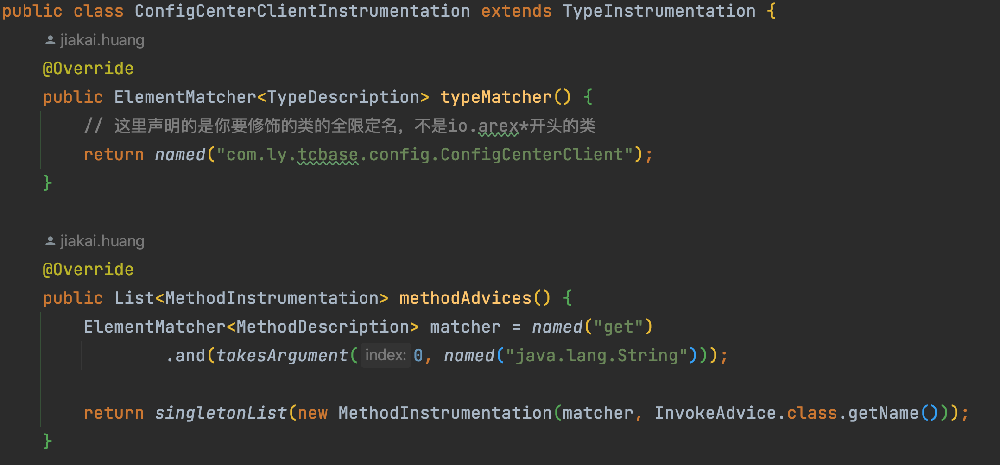 public class ConfigCenterClientInstrumentation extends TypeInstrumentation {
jiakai.huang
@Override
public ElementMatcher<TypeDescription> typeMatcher() {
// 这里声明的是你要修饰的类的全限定名，不是io.arex*开头的类
return named("com.ly.tcbase.config.ConfigCenterClient");
}
jiakai.huang
@Override
public List<MethodInstrumentation> methodAdvices() {
ElementMatcher<MethodDescription> matcher = named("get")
.and(takesArgument( index: 0, named("java.lang.String")));
return singletonList(new MethodInstrumentation(matcher, InvokeAdvice.class.getName()));
}